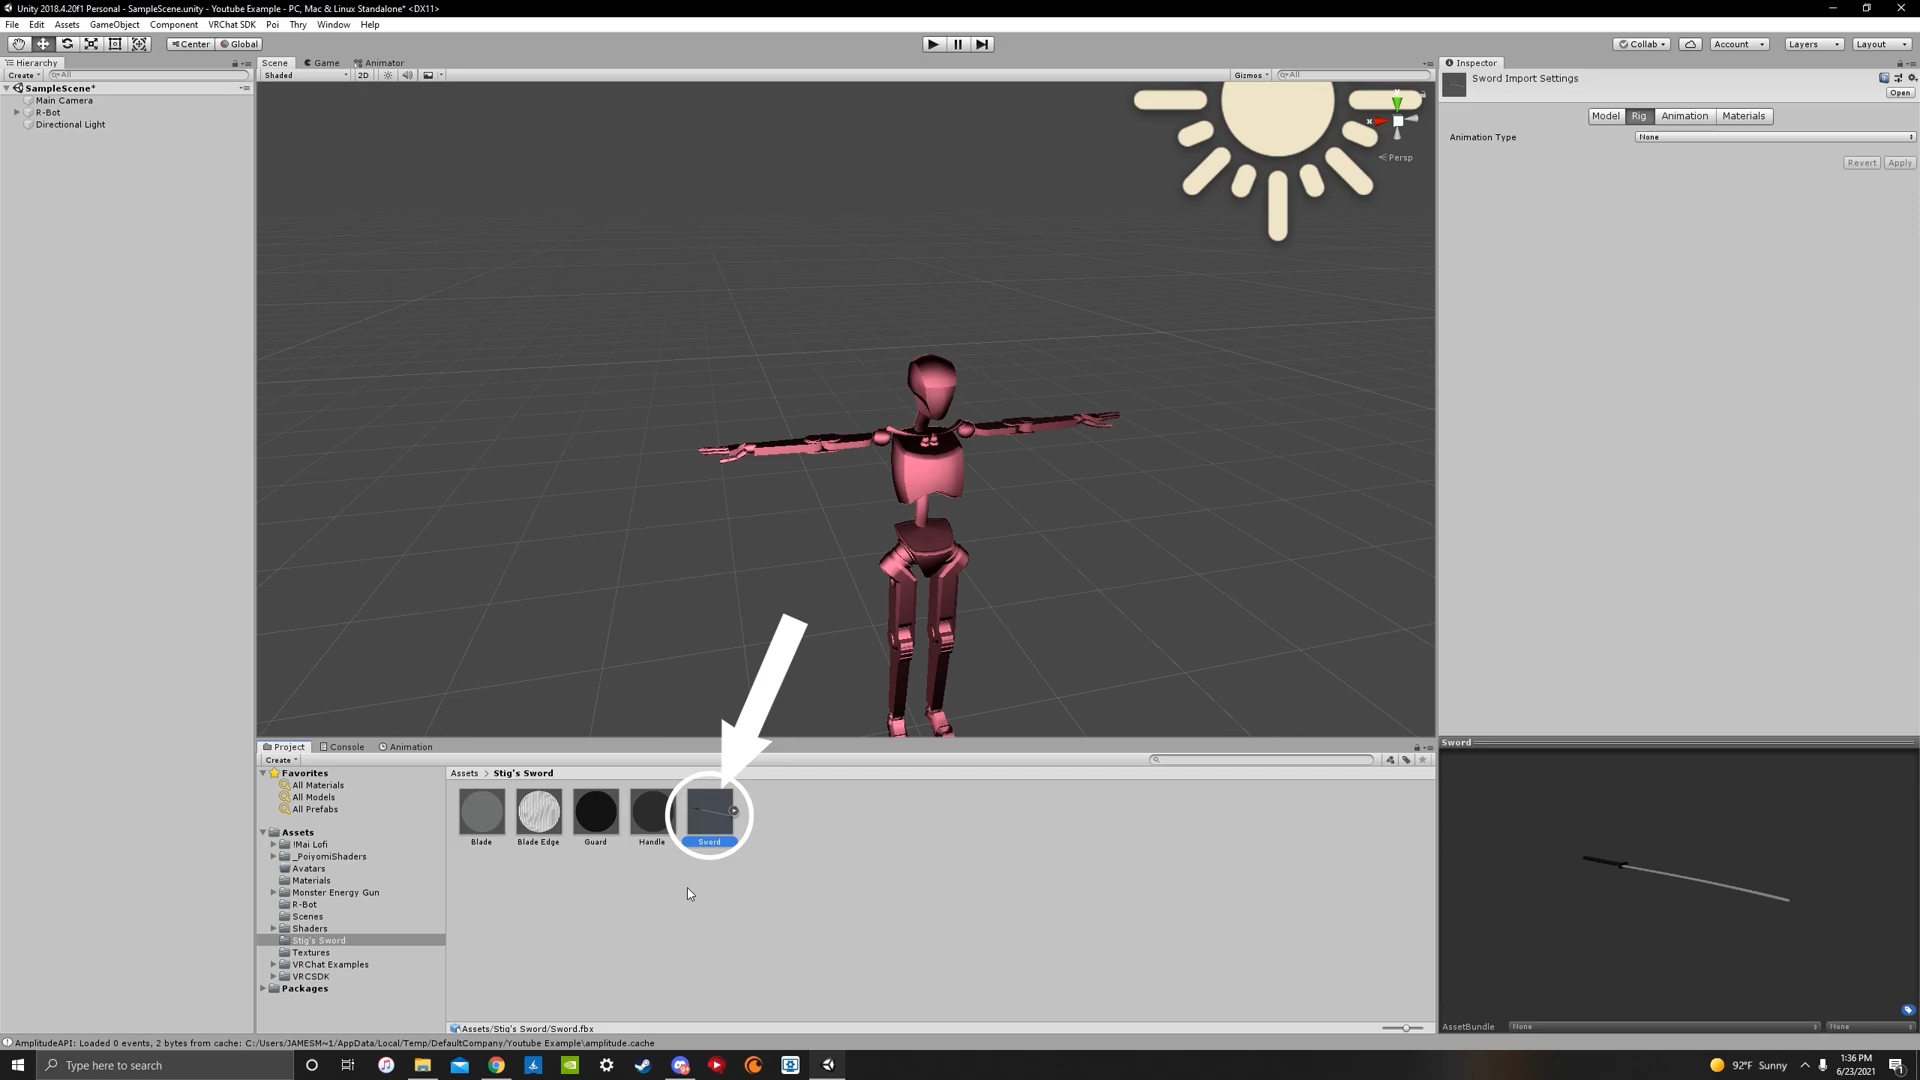 Unity 2018.4.20f1 Personal - SampleScene.unity - Youtube Example - PC, Mac & Linux Standalone* <DX11>
File Edit Assets GameObject Component VRChat SDK Poi Thry Window Help
Center Global Collab Account Layers Layout
Hierarchy
Create All
SampleScene*
Main Camera
R-Bot
Directional Light
Scene Game Animator
Shaded 2D Gizmos All
x
Persp
Inspector
Sword Import Settings
Open
Model Rig Animation Materials
Animation Type None
Revert Apply
Project Console Animation
Create
Favorites
All Materials
All Models
All Prefabs
Assets
!Mai Lofi
_PoiyomiShaders
Avatars
Materials
Monster Energy Gun
R-Bot
Scenes
Shaders
Stig's Sword
Textures
VRChat Examples
VRCSDK
Packages
Assets > Stig's Sword
Blade Blade Edge Guard Handle Sword
Assets/Stig's Sword/Sword.fbx
Sword
AssetBundle None None
AmplitudeAPI: Loaded 0 events, 2 bytes from cache: C:/Users/JAMESM~1/AppData/Local/Temp/DefaultCompany/Youtube Example\amplitude.cache
Type here to search
92°F Sunny
1:36 PM
6/23/2021